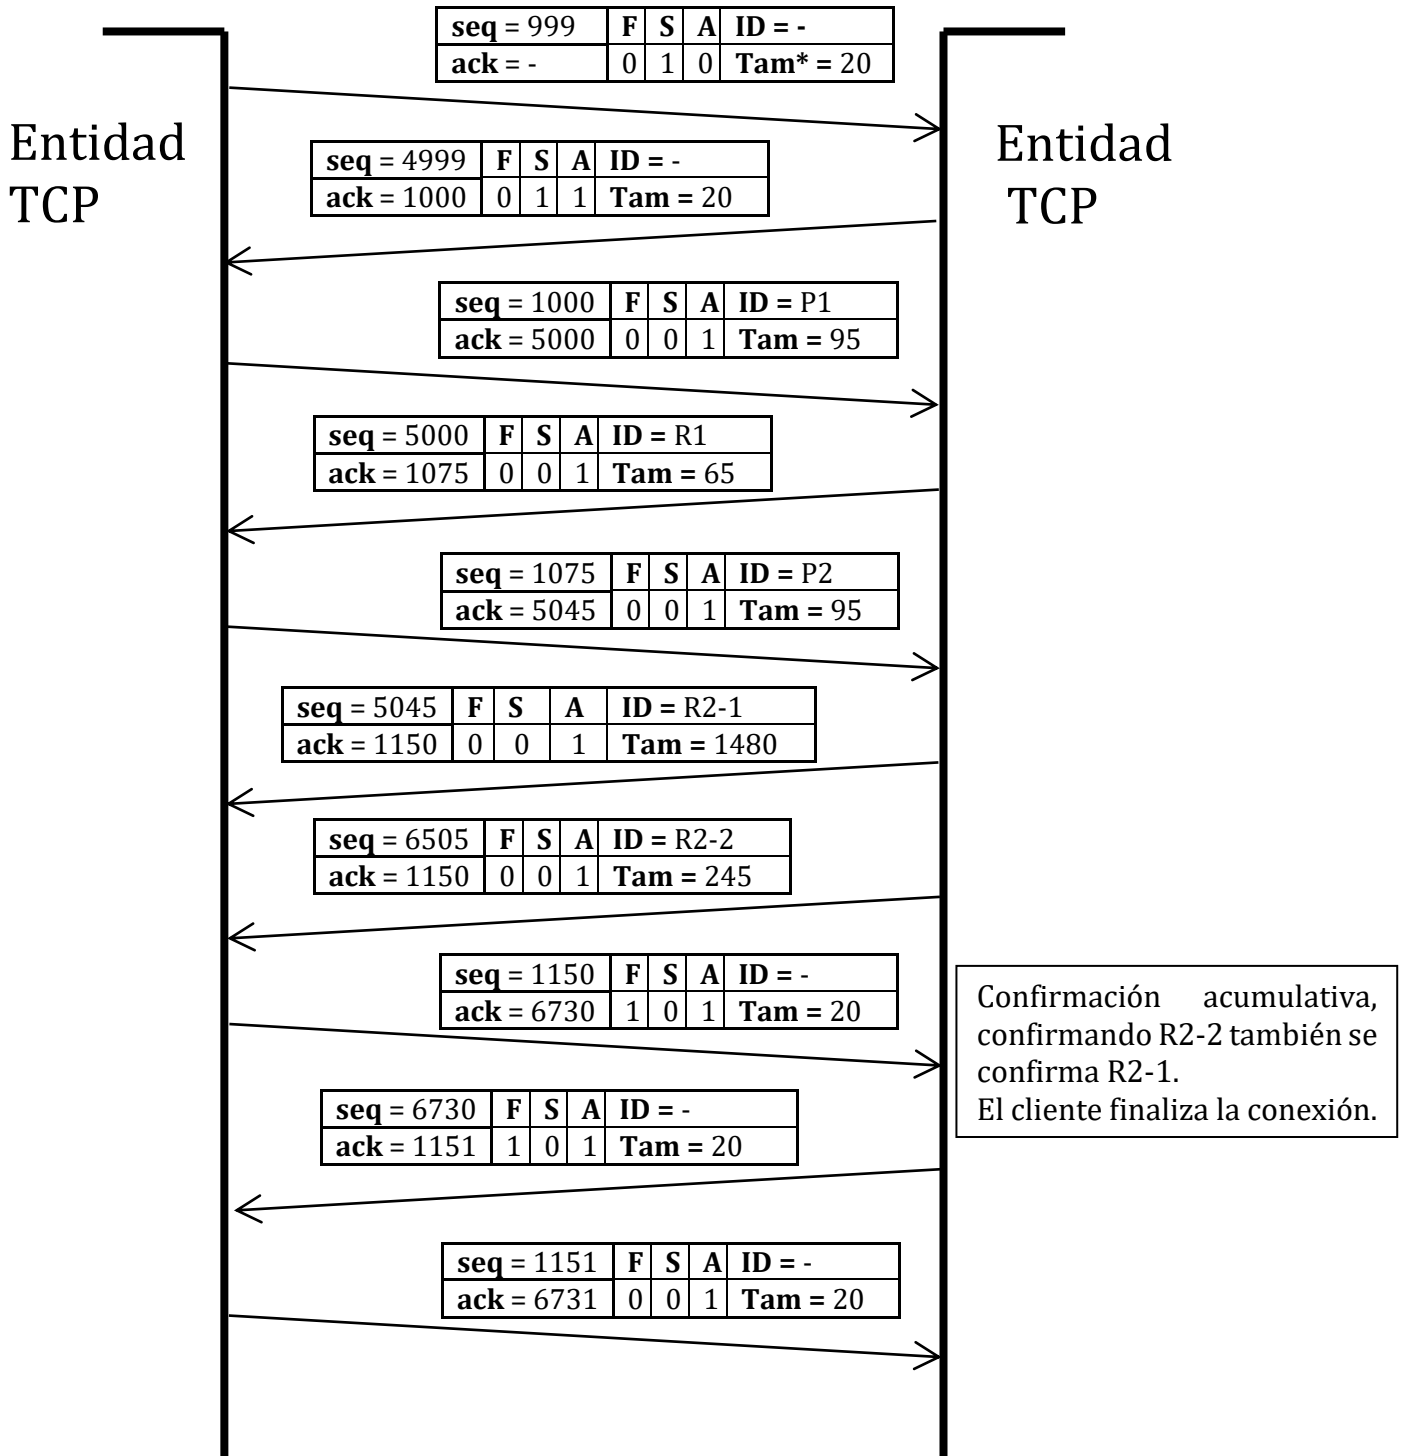 seq = 999 F S A ID = -
ack = - 0 1 0 Tam* = 20
Entidad
TCP
Entidad
TCP
seq = 4999 F S A ID = -
ack = 1000 0 1 1 Tam = 20
seq = 1000 F S A ID = P1
ack = 5000 0 0 1 Tam = 95
seq = 5000 F S A ID = R1
ack = 1075 0 0 1 Tam = 65
seq = 1075 F S A ID = P2
ack = 5045 0 0 1 Tam = 95
seq = 5045 F S A ID = R2-1
ack = 1150 0 0 1 Tam = 1480
seq = 6505 F S A ID = R2-2
ack = 1150 0 0 1 Tam = 245
seq = 1150 F S A ID = -
ack = 6730 1 0 1 Tam = 20
Confirmación acumulativa,
confirmando R2-2 también se
confirma R2-1.
El cliente finaliza la conexión.
seq = 6730 F S A ID = -
ack = 1151 1 0 1 Tam = 20
seq = 1151 F S A ID = -
ack = 6731 0 0 1 Tam = 20